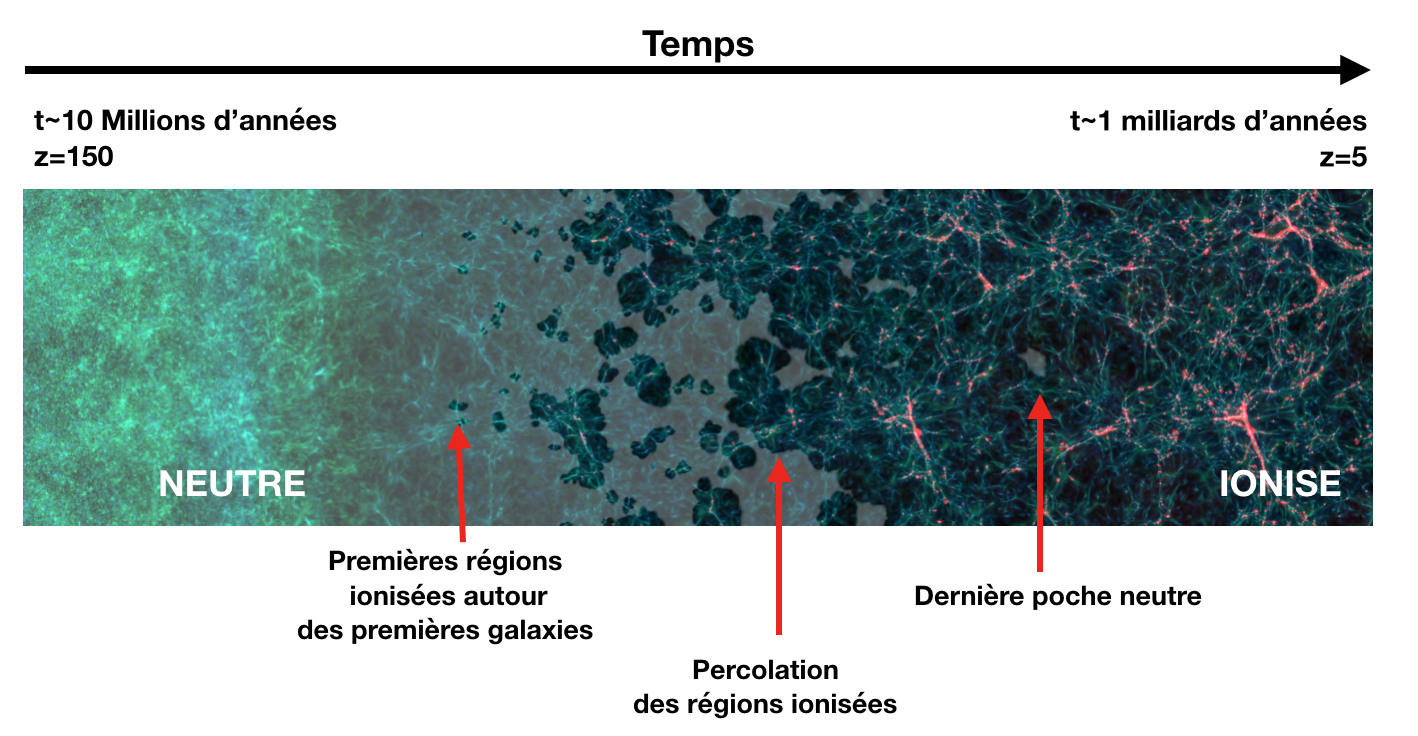 Temps
t~10 Millions d’années
z=150
t~1 milliards d’années
z=5
NEUTRE
IONISE
Premières régions
ionisées autour
des premières galaxies
Percolation
des régions ionisées
Dernière poche neutre